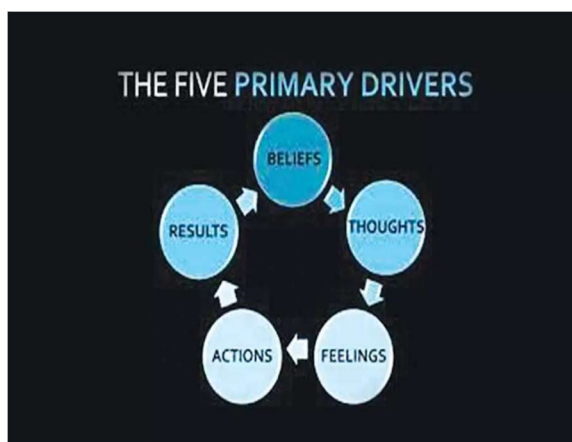 THE FIVE PRIMARY DRIVERS
BELIEFS
THOUGHTS
FEELINGS
ACTIONS
RESULTS